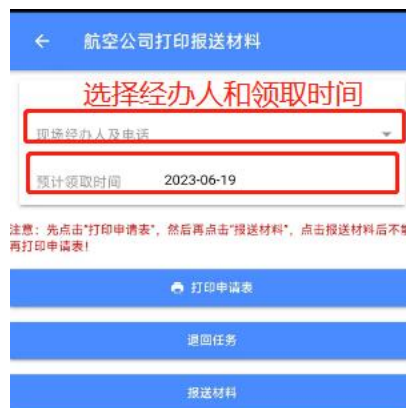 航空公司打印报送材料
选择经办人和领取时间
现场经办人及电话
预计领取时间 2023-06-19
注意：先点击"打印申请表"，然后再点击"报送材料"，点击报送材料后不能
再打印申请表！
打印申请表
退回任务
报送材料